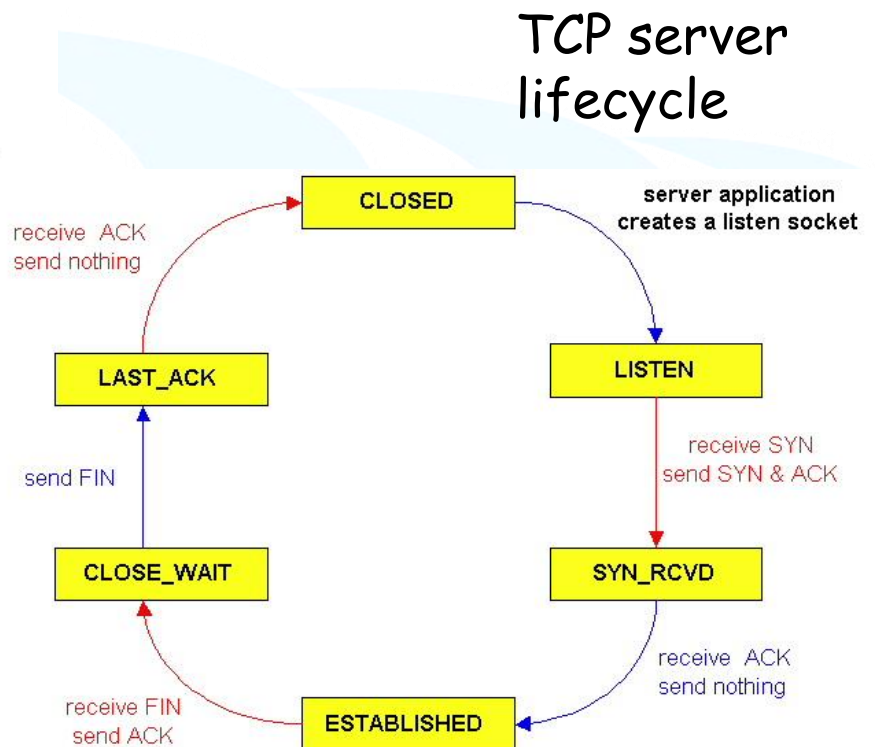 TCP server
lifecycle
CLOSED
server application
creates a listen socket
receive ACK
send nothing
LISTEN
LAST_ACK
receive SYN
send SYN & ACK
send FIN
CLOSE_WAIT
SYN_RCVD
receive ACK
send nothing
receive FIN
send ACK
ESTABLISHED